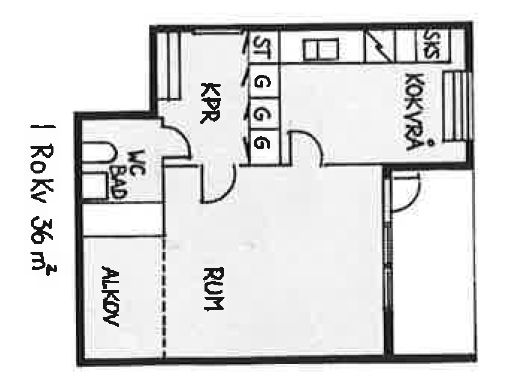 1 RoKv 36 m²
ST
G
G
G
SKS
KOKVRÅ
KPR
WC
BAD
RUM
ALKOV